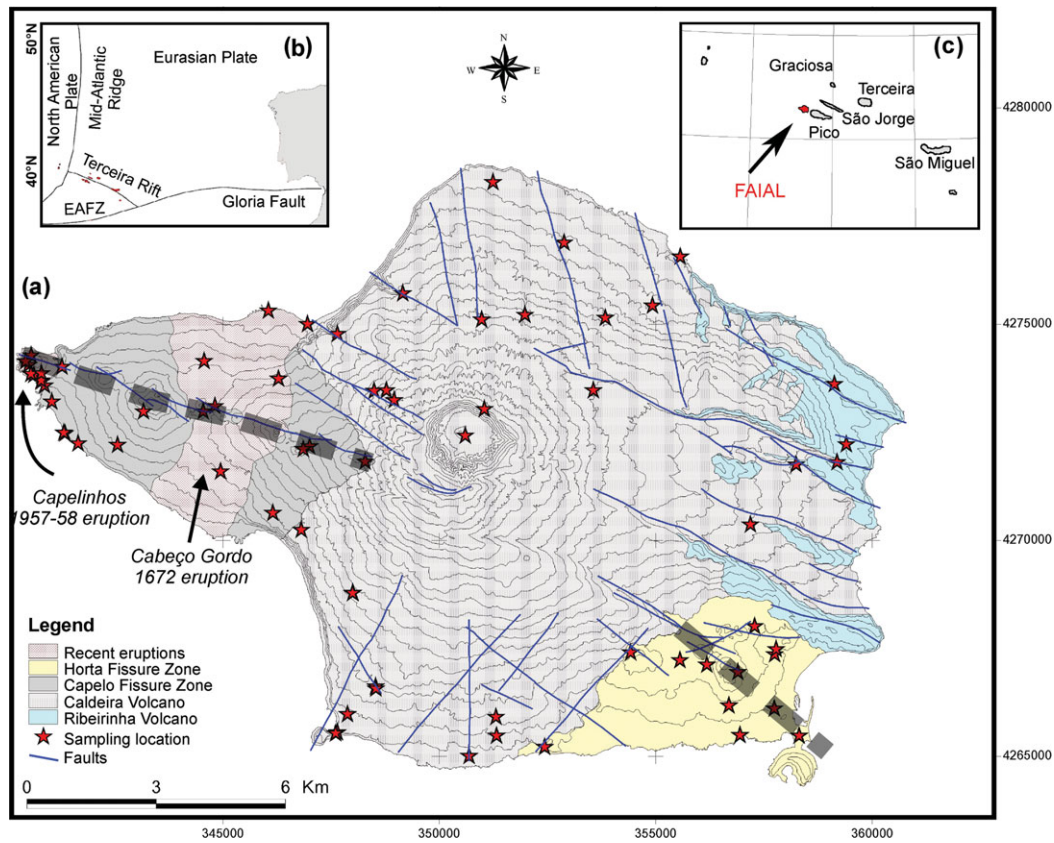 (b)
50°N
40°N
North American
Plate
Mid-Atlantic
Ridge
Eurasian Plate
Terceira Rift
EAFZ
Gloria Fault
N
W
E
S
(c)
Graciosa
Terceira
São Jorge
Pico
São Miguel
FAIAL
(a)
Capelinhos
1957-58 eruption
Cabeço Gordo
1672 eruption
Legend
Recent eruptions
Horta Fissure Zone
Capelo Fissure Zone
Caldeira Volcano
Ribeirinha Volcano
Sampling location
Faults
0 3 6 Km
345000 350000 355000 360000
4280000
4275000
4270000
4265000